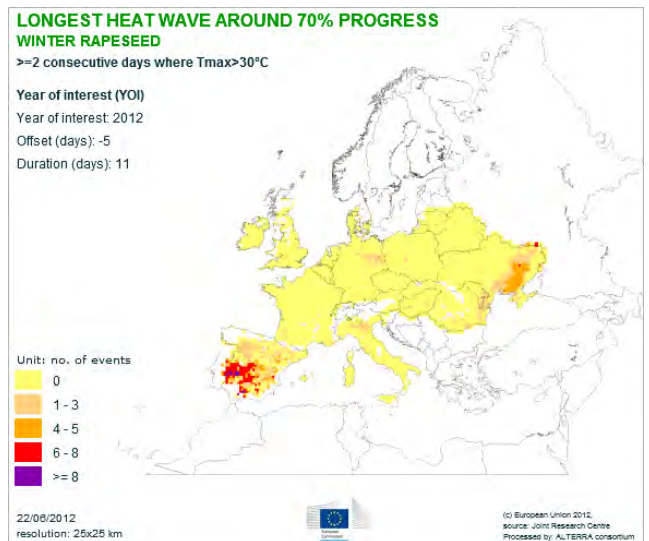 LONGEST HEAT WAVE AROUND 70% PROGRESS
WINTER RAPESEED
>=2 consecutive days where Tmax>30°C
Year of interest (YOI)
Year of interest: 2012
Offset (days): -5
Duration (days): 11
Unit: no. of events
0
1 - 3
4 - 5
6 - 8
>= 8
22/06/2012
resolution: 25x25 km
European
Commission
(c) European Union 2012,
source: Joint Research Centre
Processed by: ALTERRA consortium